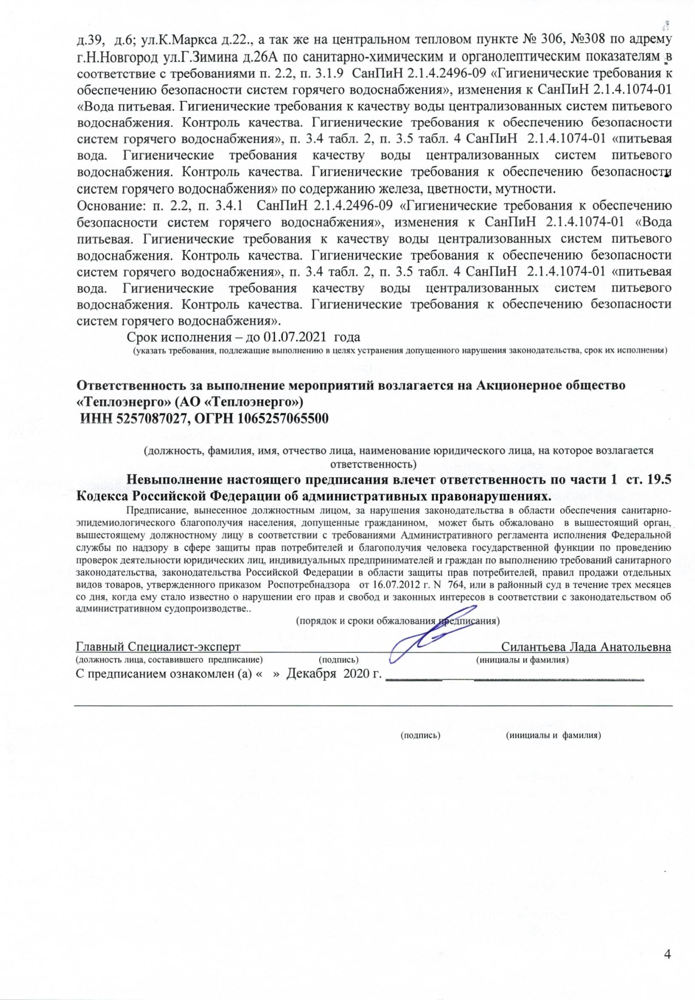 д.39,  д.6; ул.К.Маркса д.22., а так же на центральном тепловом пункте № 306, №308 по адрему
г.Н.Новгород ул.Г.Зимина д.26А по санитарно-химическим и органолептическим показателям в
соответствие с требованиями п. 2.2, п. 3.1.9  СанПиН 2.1.4.2496-09 «Гигиенические требования к
обеспечению безопасности систем горячего водоснабжения», изменения к СанПиН 2.1.4.1074-01
«Вода питьевая. Гигиенические требования к качеству воды централизованных систем питьевого
водоснабжения. Контроль качества. Гигиенические требования к обеспечению безопасности
систем горячего водоснабжения», п. 3.4 табл. 2, п. 3.5 табл. 4 СанПиН  2.1.4.1074-01 «питьевая
вода. Гигиенические требования качеству воды централизованных систем питьевого
водоснабжения. Контроль качества. Гигиенические требования к обеспечению безопасности
систем горячего водоснабжения» по содержанию железа, цветности, мутности.
Основание: п. 2.2, п. 3.4.1  СанПиН 2.1.4.2496-09 «Гигиенические требования к обеспечению
безопасности систем горячего водоснабжения», изменения к СанПиН 2.1.4.1074-01 «Вода
питьевая. Гигиенические требования к качеству воды централизованных систем питьевого
водоснабжения. Контроль качества. Гигиенические требования к обеспечению безопасности
систем горячего водоснабжения», п. 3.4 табл. 2, п. 3.5 табл. 4 СанПиН  2.1.4.1074-01 «питьевая
вода. Гигиенические требования качеству воды централизованных систем питьевого
водоснабжения. Контроль качества. Гигиенические требования к обеспечению безопасности
систем горячего водоснабжения».
Срок исполнения – до 01.07.2021  года
(указать требования, подлежащие выполнению в целях устранения допущенного нарушения законодательства, срок их исполнения)
Ответственность за выполнение мероприятий возлагается на Акционерное общество
«Теплоэнерго» (АО «Теплоэнерго»)
ИНН 5257087027, ОГРН 1065257065500
(должность, фамилия, имя, отчество лица, наименование юридического лица, на которое возлагается
ответственность)
Невыполнение настоящего предписания влечет ответственность по части 1  ст. 19.5
Кодекса Российской Федерации об административных правонарушениях.
Предписание, вынесенное должностным лицом, за нарушения законодательства в области обеспечения санитарно-
эпидемиологического благополучия населения, допущенные гражданином,  может быть обжаловано  в вышестоящий орган,
вышестоящему должностному лицу в соответствии с требованиями Административного регламента исполнения Федеральной
службы по надзору в сфере защиты прав потребителей и благополучия человека государственной функции по проведению
проверок деятельности юридических лиц, индивидуальных предпринимателей и граждан по выполнению требований санитарного
законодательства, законодательства Российской Федерации в области защиты прав потребителей, правил продажи отдельных
видов товаров, утвержденного приказом  Роспотребнадзора   от 16.07.2012 г. N  764, или в районный суд в течение трех месяцев
со дня, когда ему стало известно о нарушении его прав и свобод и законных интересов в соответствии с законодательством об
административном судопроизводстве..
(порядок и сроки обжалования предписания)
Главный Специалист-эксперт Силантьева Лада Анатольевна
(должность лица, составившего  предписание) (подпись) (инициалы и фамилия)
С предписанием ознакомлен (а) «   »  Декабря  2020 г.
(подпись) (инициалы и  фамилия)
4